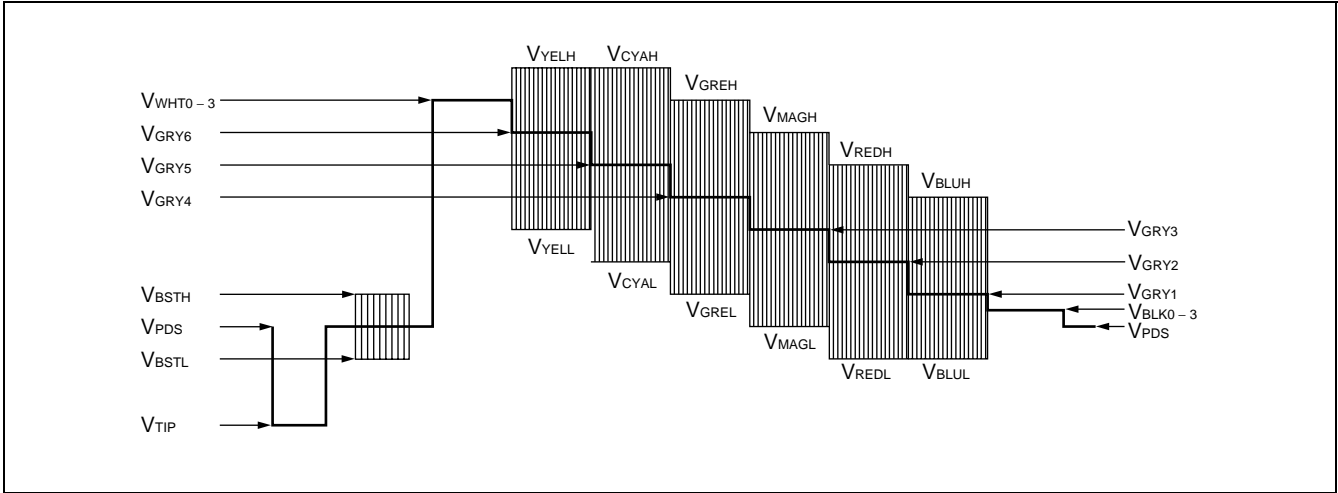 VYELH
VCYAH
VGREH
VMAGH
VREDH
VBLUH
VWHT0 – 3
VGRY6
VGRY5
VGRY4
VBSTH
VPDS
VBSTL
VTIP
VYELL
VCYAL
VGREL
VMAGL
VREDL
VBLUL
VGRY3
VGRY2
VGRY1
VBLK0 – 3
VPDS